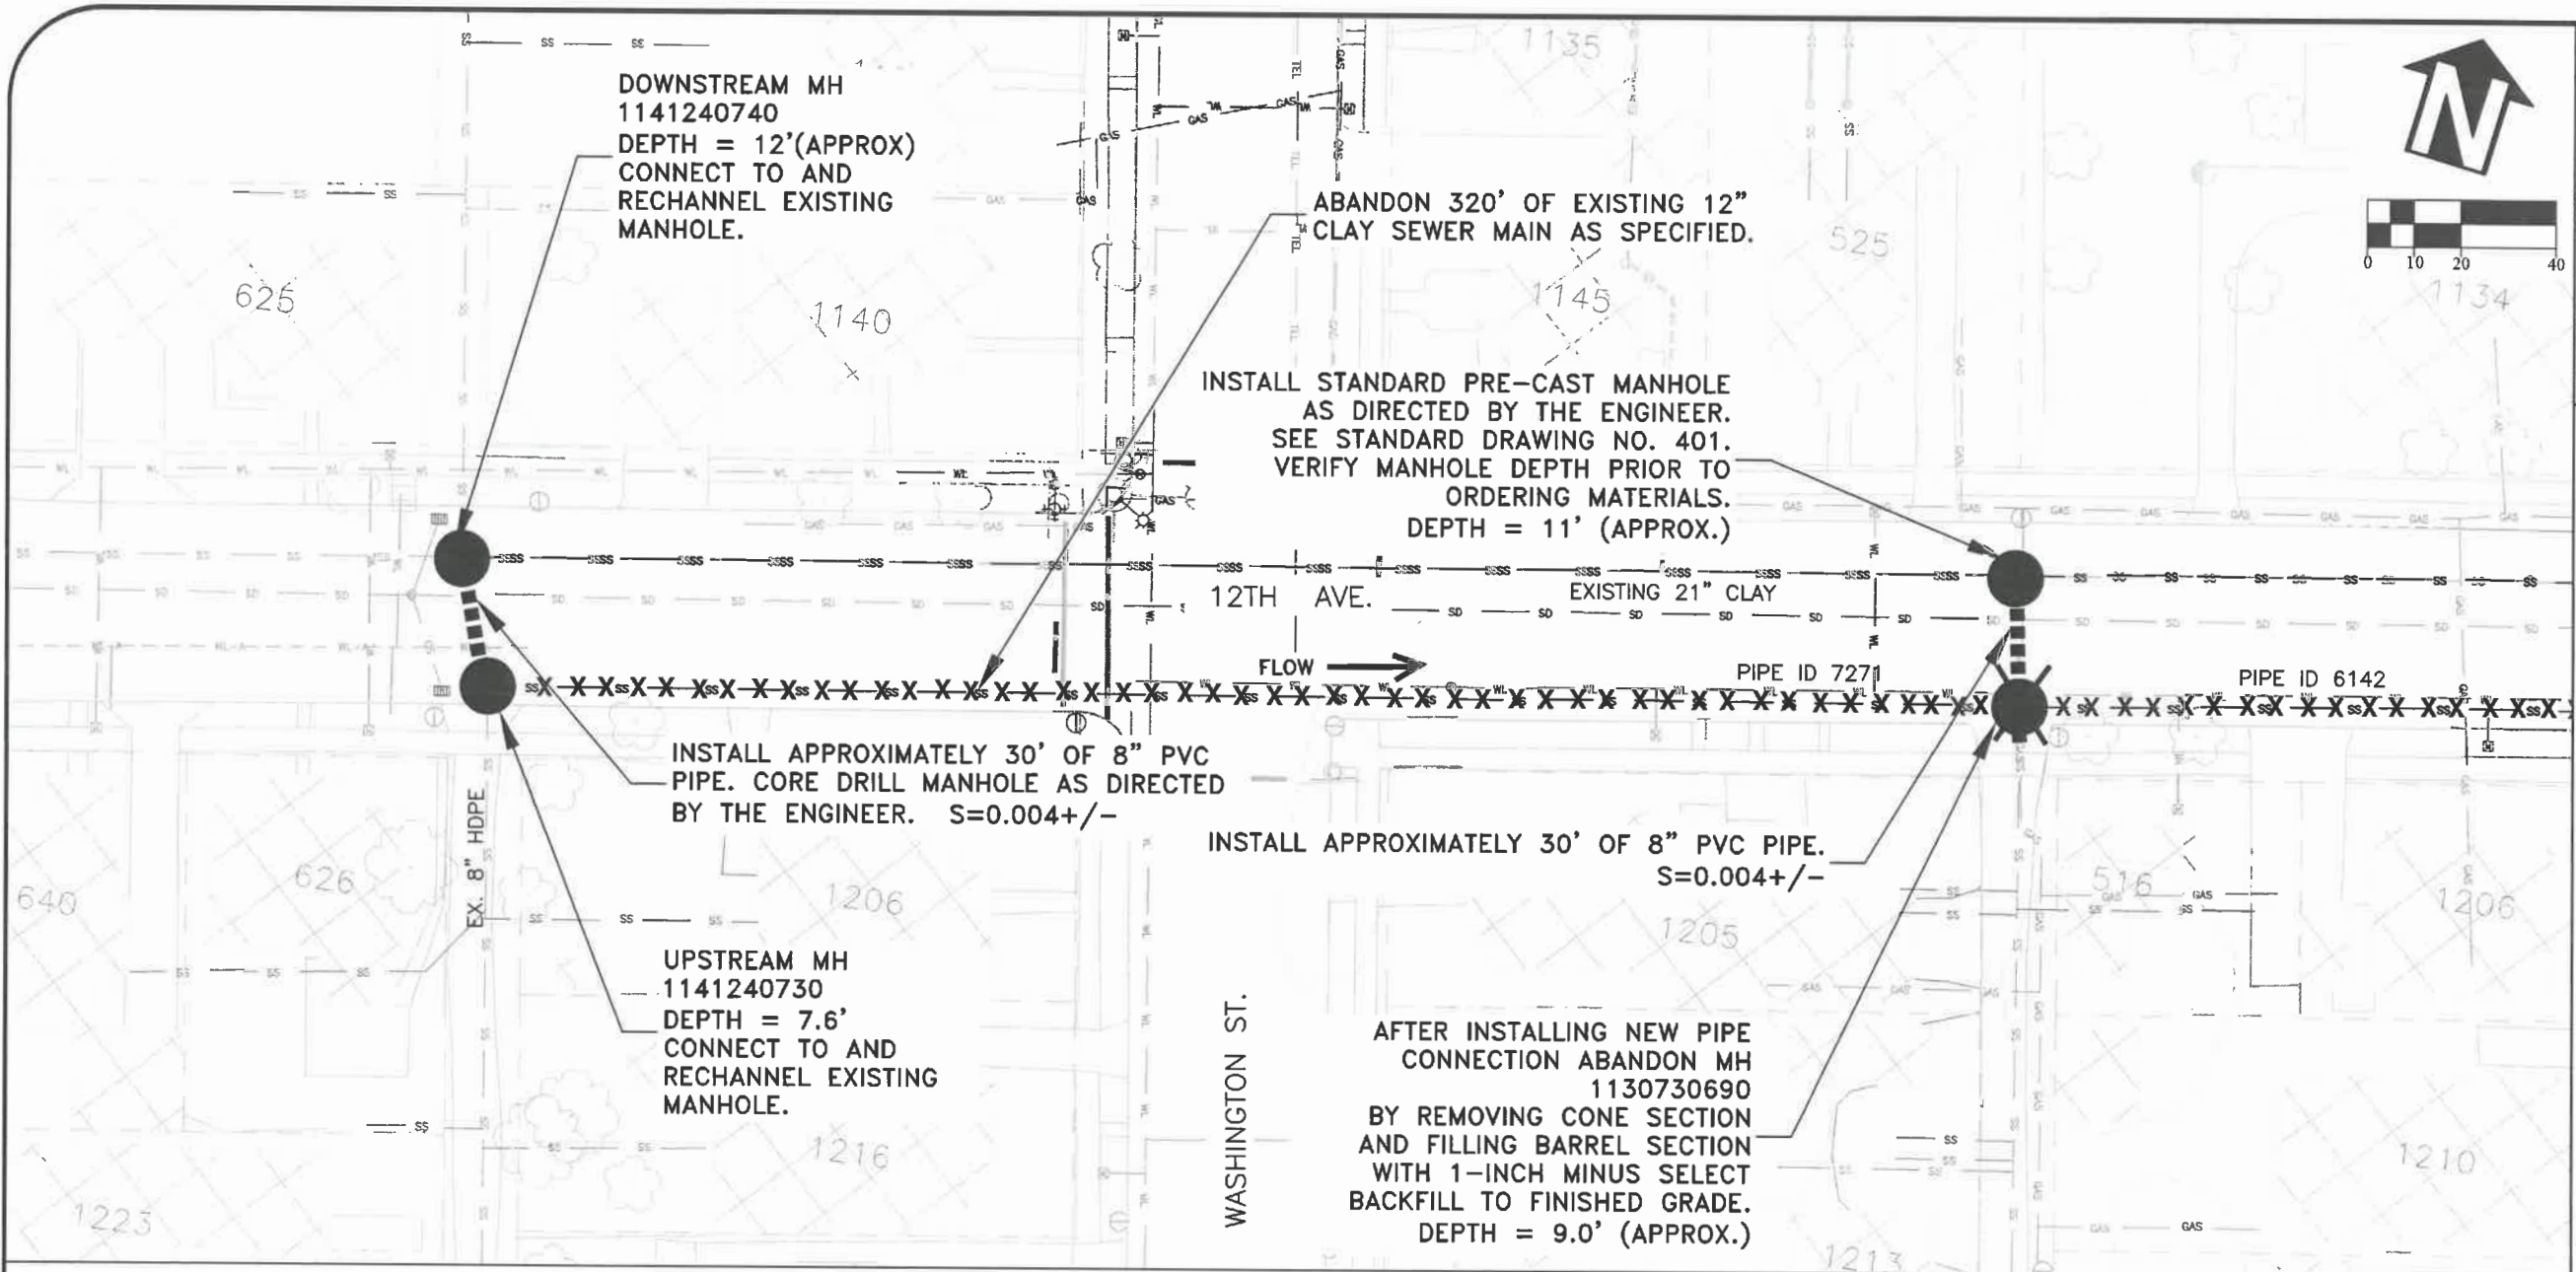 DOWNSTREAM MH
1141240740
DEPTH = 12'(APPROX)
CONNECT TO AND
RECHANNEL EXISTING
MANHOLE.
ABANDON 320' OF EXISTING 12"
CLAY SEWER MAIN AS SPECIFIED.
N
0 10 20 40
1135
625
1140
1145
525
1134
INSTALL STANDARD PRE-CAST MANHOLE
AS DIRECTED BY THE ENGINEER.
SEE STANDARD DRAWING NO. 401.
VERIFY MANHOLE DEPTH PRIOR TO
ORDERING MATERIALS.
DEPTH = 11' (APPROX.)
12TH AVE.
EXISTING 21" CLAY
FLOW
PIPE ID 7271
PIPE ID 6142
INSTALL APPROXIMATELY 30' OF 8" PVC
PIPE. CORE DRILL MANHOLE AS DIRECTED
BY THE ENGINEER. S=0.004+/-
INSTALL APPROXIMATELY 30' OF 8" PVC PIPE.
S=0.004+/-
EX. 8" HDPE
640
626
1206
1205
516
1206
UPSTREAM MH
1141240730
DEPTH = 7.6'
CONNECT TO AND
RECHANNEL EXISTING
MANHOLE.
WASHINGTON ST.
AFTER INSTALLING NEW PIPE
CONNECTION ABANDON MH
1130730690
BY REMOVING CONE SECTION
AND FILLING BARREL SECTION
WITH 1-INCH MINUS SELECT
BACKFILL TO FINISHED GRADE.
DEPTH = 9.0' (APPROX.)
1223
1216
1213
1210